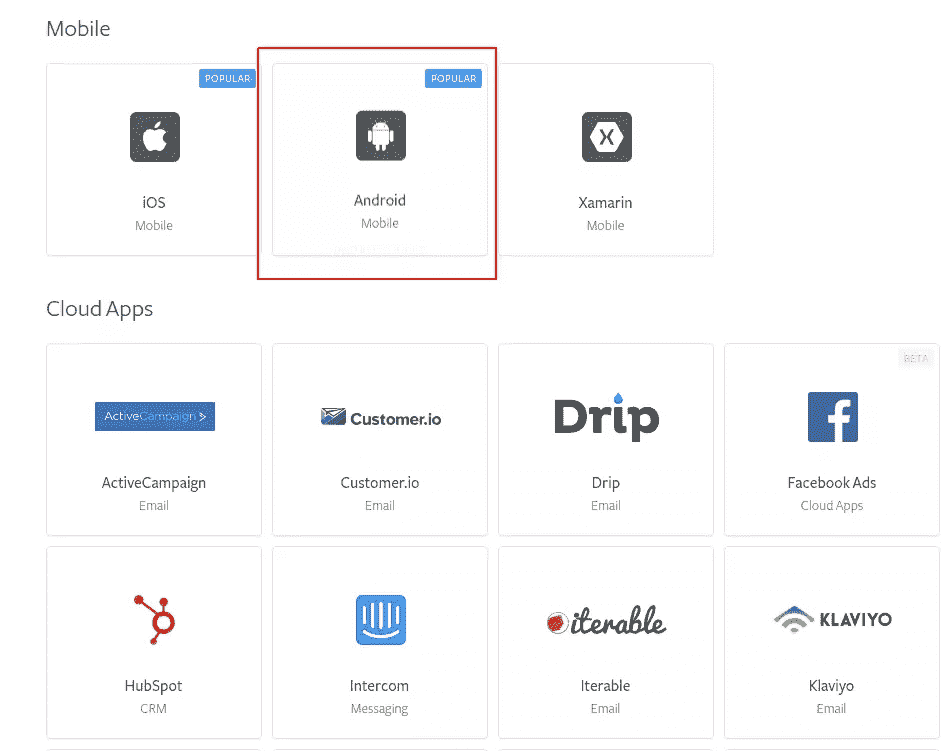 Mobile
POPULAR
iOS
Mobile
POPULAR
Android
Mobile
X
Xamarin
Mobile
Cloud Apps
ActiveCampaign >
ActiveCampaign
Email
Customer.io
Customer.io
Email
Drip
Drip
Email
BETA
f
Facebook Ads
Cloud Apps
HubSpot
CRM
Intercom
Messaging
iterable
Iterable
Email
KLAVIYO
Klaviyo
Email